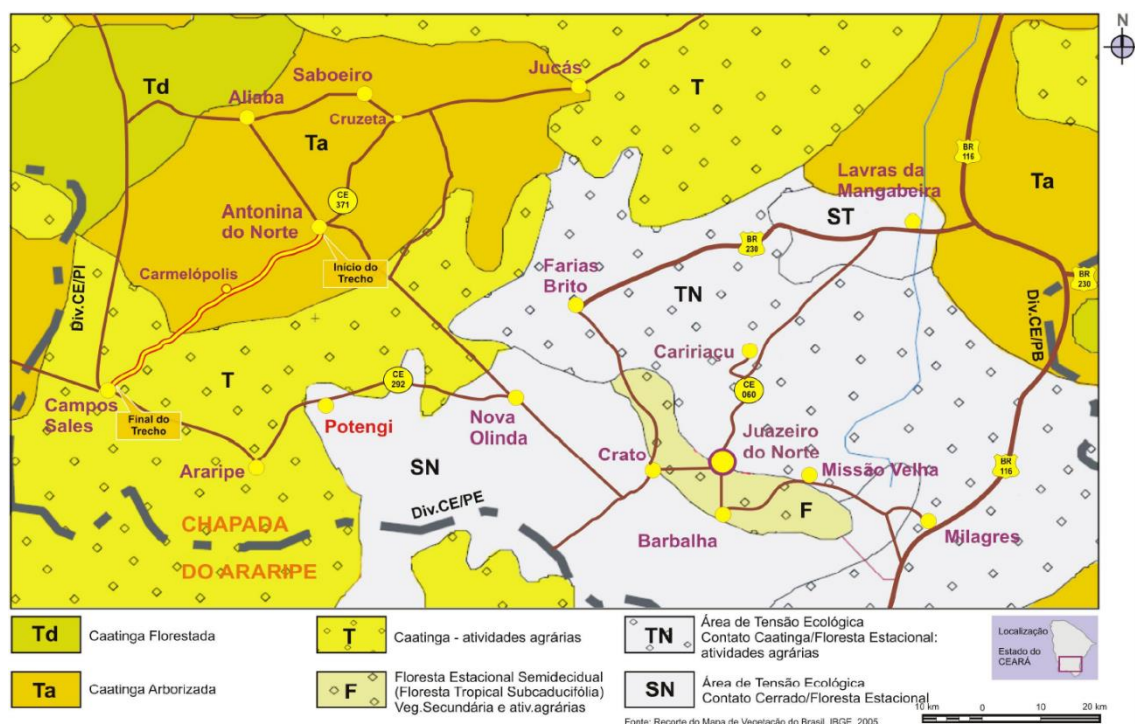 N
Td
Saboeiro
Jucás
T
Aliaba
Cruzeta
BR
116
Lavras da
Mangabeira
Ta
Ta
CE
371
ST
Antonina
do Norte
BR
230
Início do
Trecho
Farias
Brito
Carmelópolis
BR
230
Div.CE/PI
TN
Div.CE/PB
Caririaçu
T
CE
292
CE
060
Campos
Sales
Final do
Trecho
Potengi
Nova
Olinda
Juazeiro
do Norte
Crato
Missão Velha
BR
116
Araripe
SN
Div.CE/PE
F
CHAPADA
DO ARARIPE
Barbalha
Milagres
Td
Caatinga Florestada
T
Caatinga - atividades agrárias
TN
Área de Tensão Ecológica
Contato Caatinga/Floresta Estacional:
atividades agrárias
Localização
Estado do
CEARÁ
Ta
Caatinga Arborizada
F
Floresta Estacional Semidecidual
(Floresta Tropical Subcaducifólia)
Veg.Secundária e ativ.agrárias
SN
Área de Tensão Ecológica
Contato Cerrado/Floresta Estacional
10 km
0
10
20 km
Fonte: Recorte do Mapa de Vegetação do Brasil, IBGE, 2005